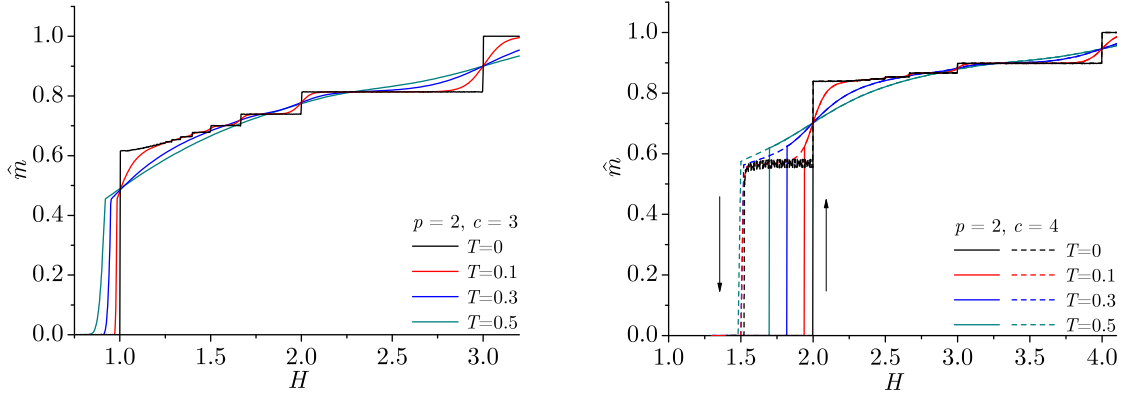 1.0
0.8
0.6
0.4
0.2
0.0
m̂
1.0 1.5 2.0 2.5 3.0
H
p = 2, c = 3
T=0
T=0.1
T=0.3
T=0.5
1.0
0.8
0.6
0.4
0.2
0.0
m̂
1.0 1.5 2.0 2.5 3.0 3.5 4.0
H
p = 2, c = 4
T=0
T=0.1
T=0.3
T=0.5